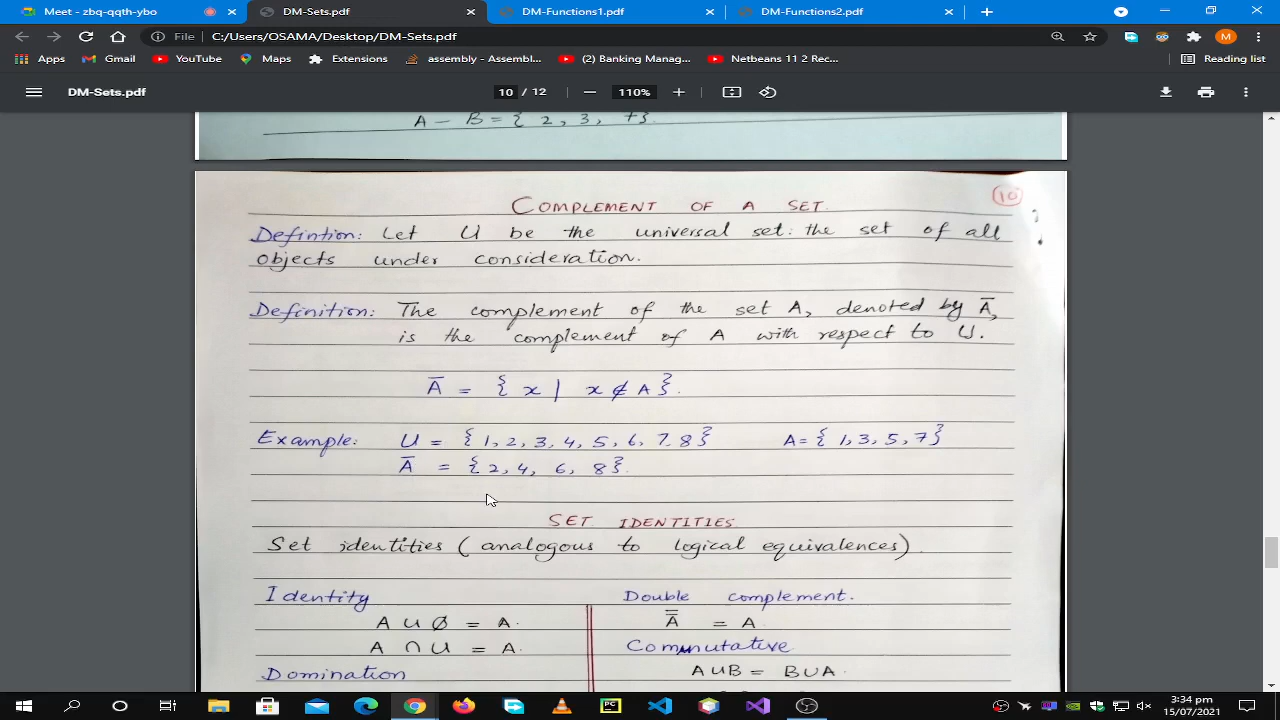 Meet - zbq-qqth-ybo
DM-Sets.pdf
DM-Functions1.pdf
DM-Functions2.pdf
File
C:/Users/OSAMA/Desktop/DM-Sets.pdf
Apps
Gmail
YouTube
Maps
Extensions
assembly - Assembl...
(2) Banking Manag...
Netbeans 11 2 Rec...
Reading list
DM-Sets.pdf
10 / 12
110%
A - B = { 2, 3, 7}
10
COMPLEMENT OF A SET
Defintion: Let U be the universal set: the set of all
objects under consideration.
Definition: The complement of the set A, denoted by A̅,
is the complement of A with respect to U.
A̅ = { x | x ∉ A }.
Example: U = { 1, 2, 3, 4, 5, 6, 7, 8 } A = { 1, 3, 5, 7 }
A̅ = { 2, 4, 6, 8 }.
SET IDENTITIES
Set identities (analogous to logical equivalences)
Identity
Double complement.
A ∪ ∅ = A.
A̿ = A
A ∩ U = A.
Commutative
Domination
A ∪ B = B ∪ A.
3:34 pm
15/07/2021